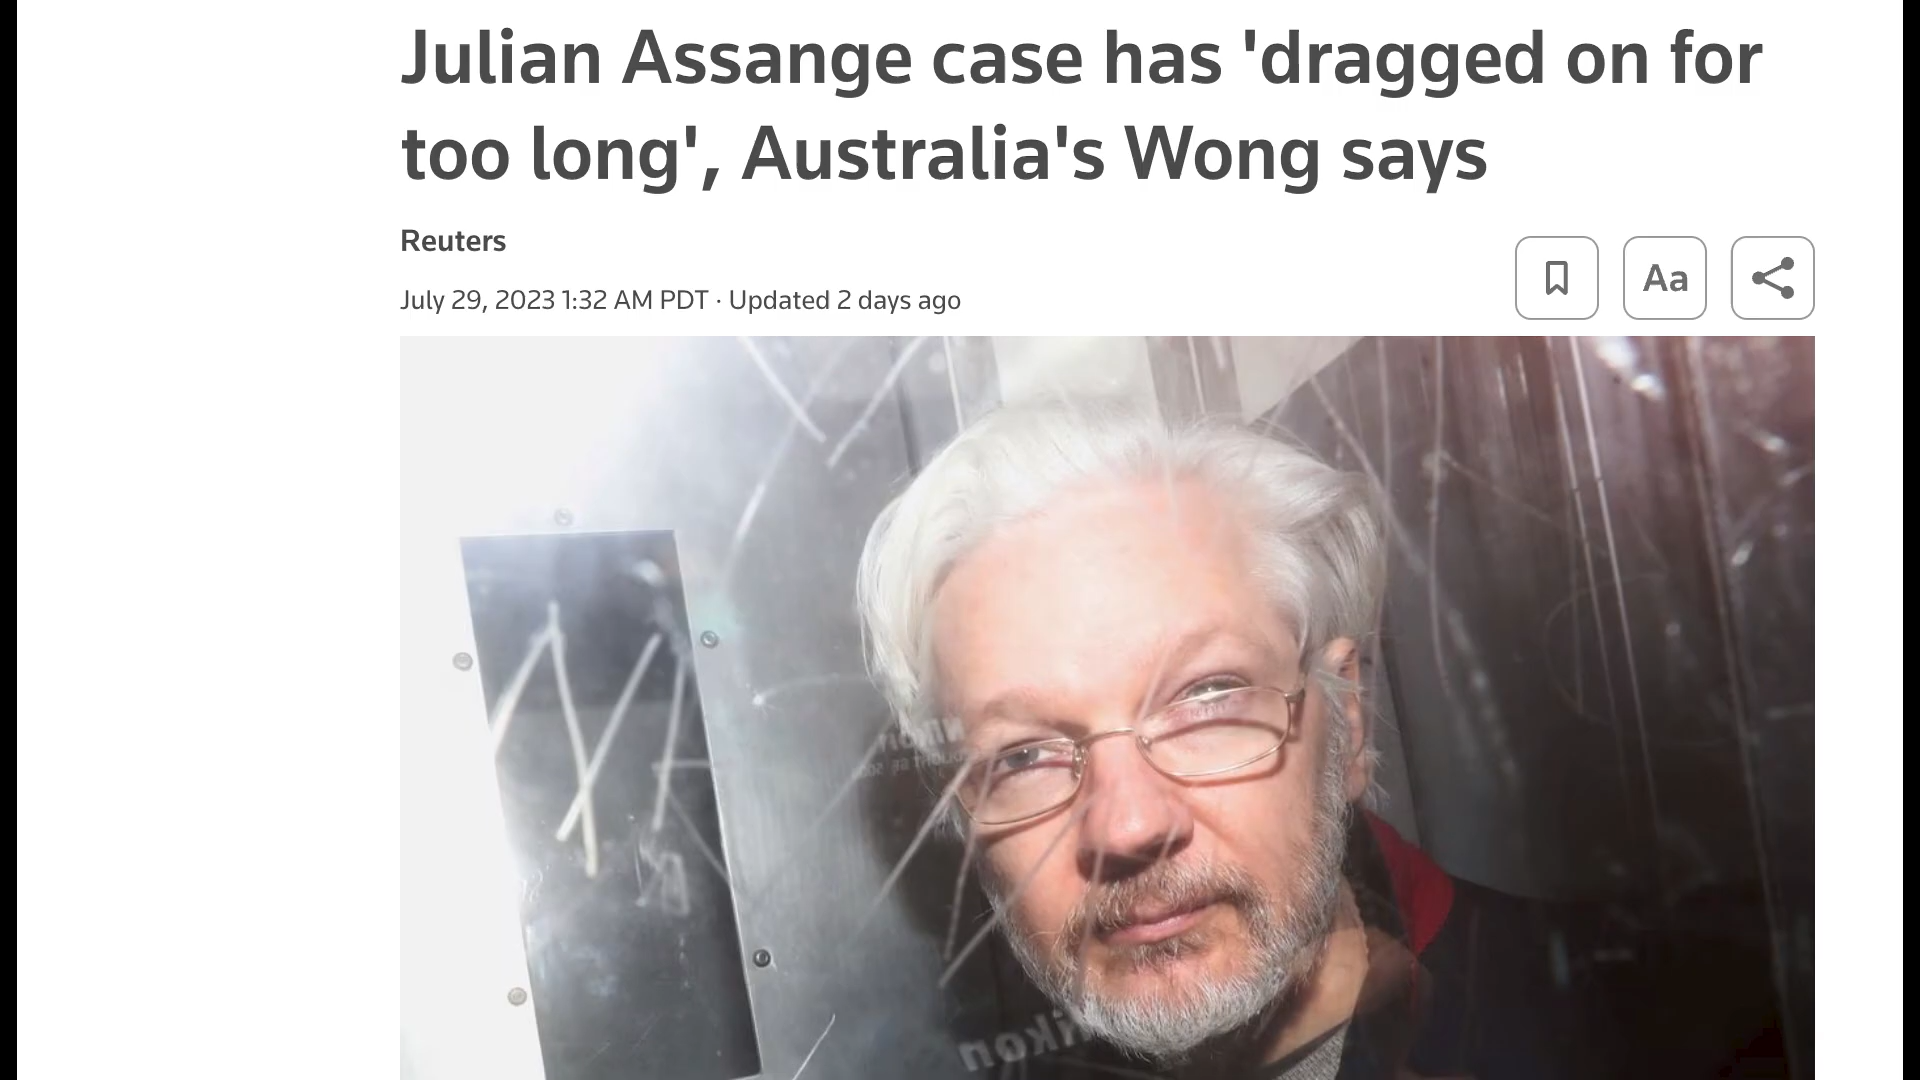 Julian Assange case has 'dragged on for
too long', Australia's Wong says
Reuters
July 29, 2023 1:32 AM PDT · Updated 2 days ago
Aa
Nikon